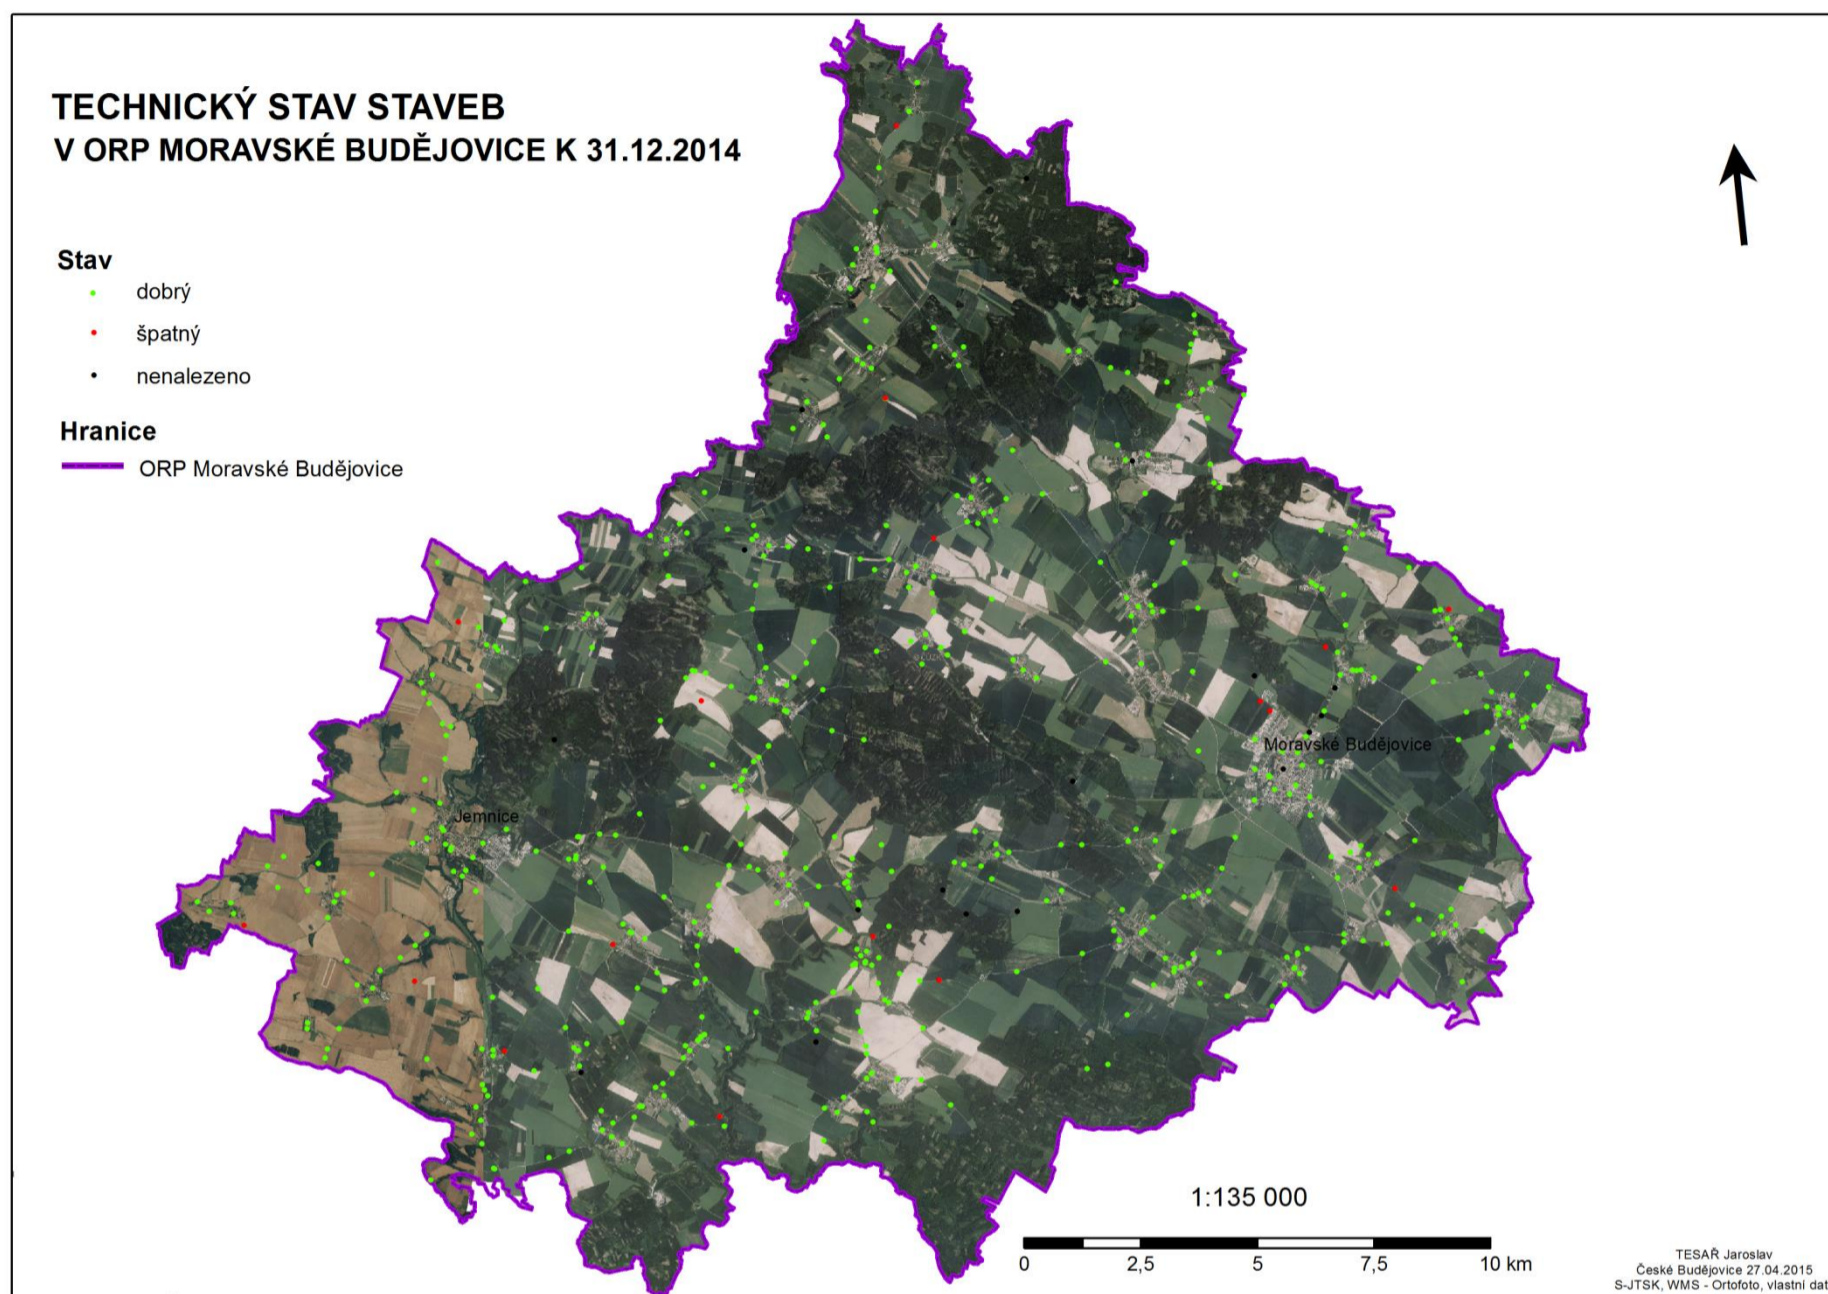 TECHNICKÝ STAV STAVEB
V ORP MORAVSKÉ BUDĚJOVICE K 31.12.2014
Stav
dobrý
špatný
nenalezeno
Hranice
ORP Moravské Budějovice
Moravské Budějovice
Jemnice
1:135 000
0 2,5 5 7,5 10 km
TESAŘ Jaroslav
České Budějovice 27.04.2015
S-JTSK, WMS - Ortofoto, vlastní dat